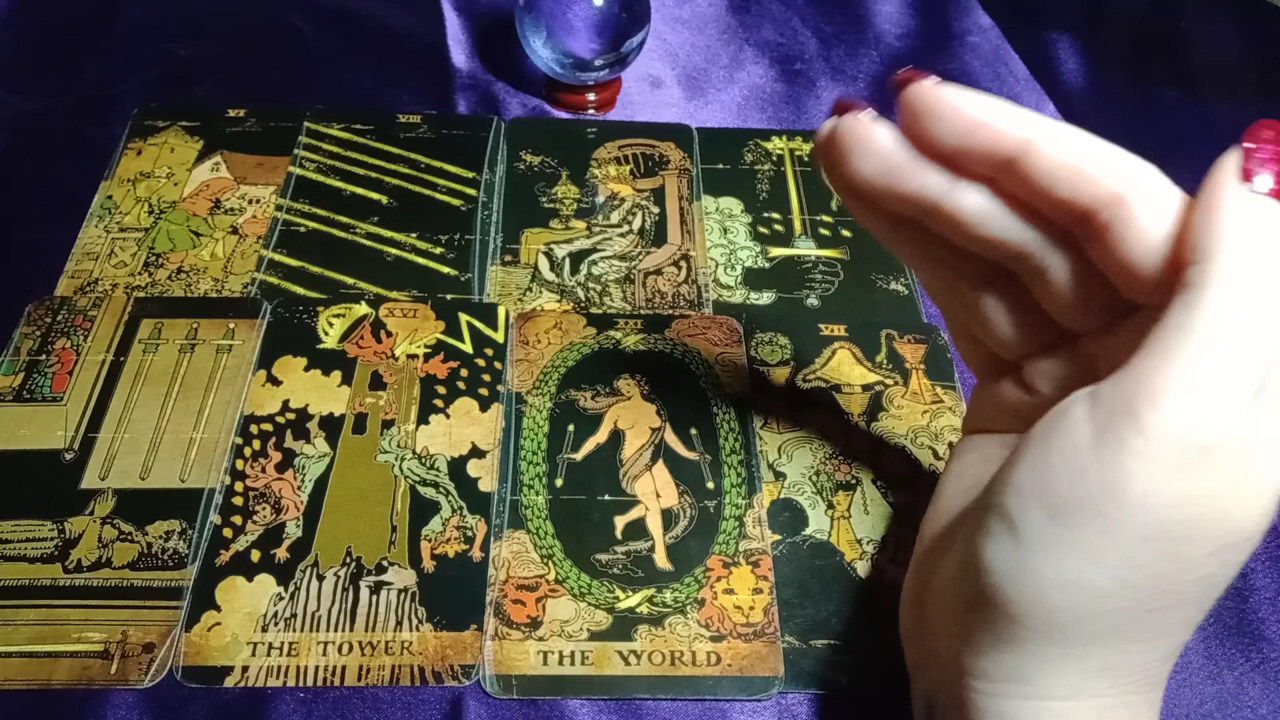 VI
VIII
XVI
XXI
VII
THE TOWER.
THE WORLD.